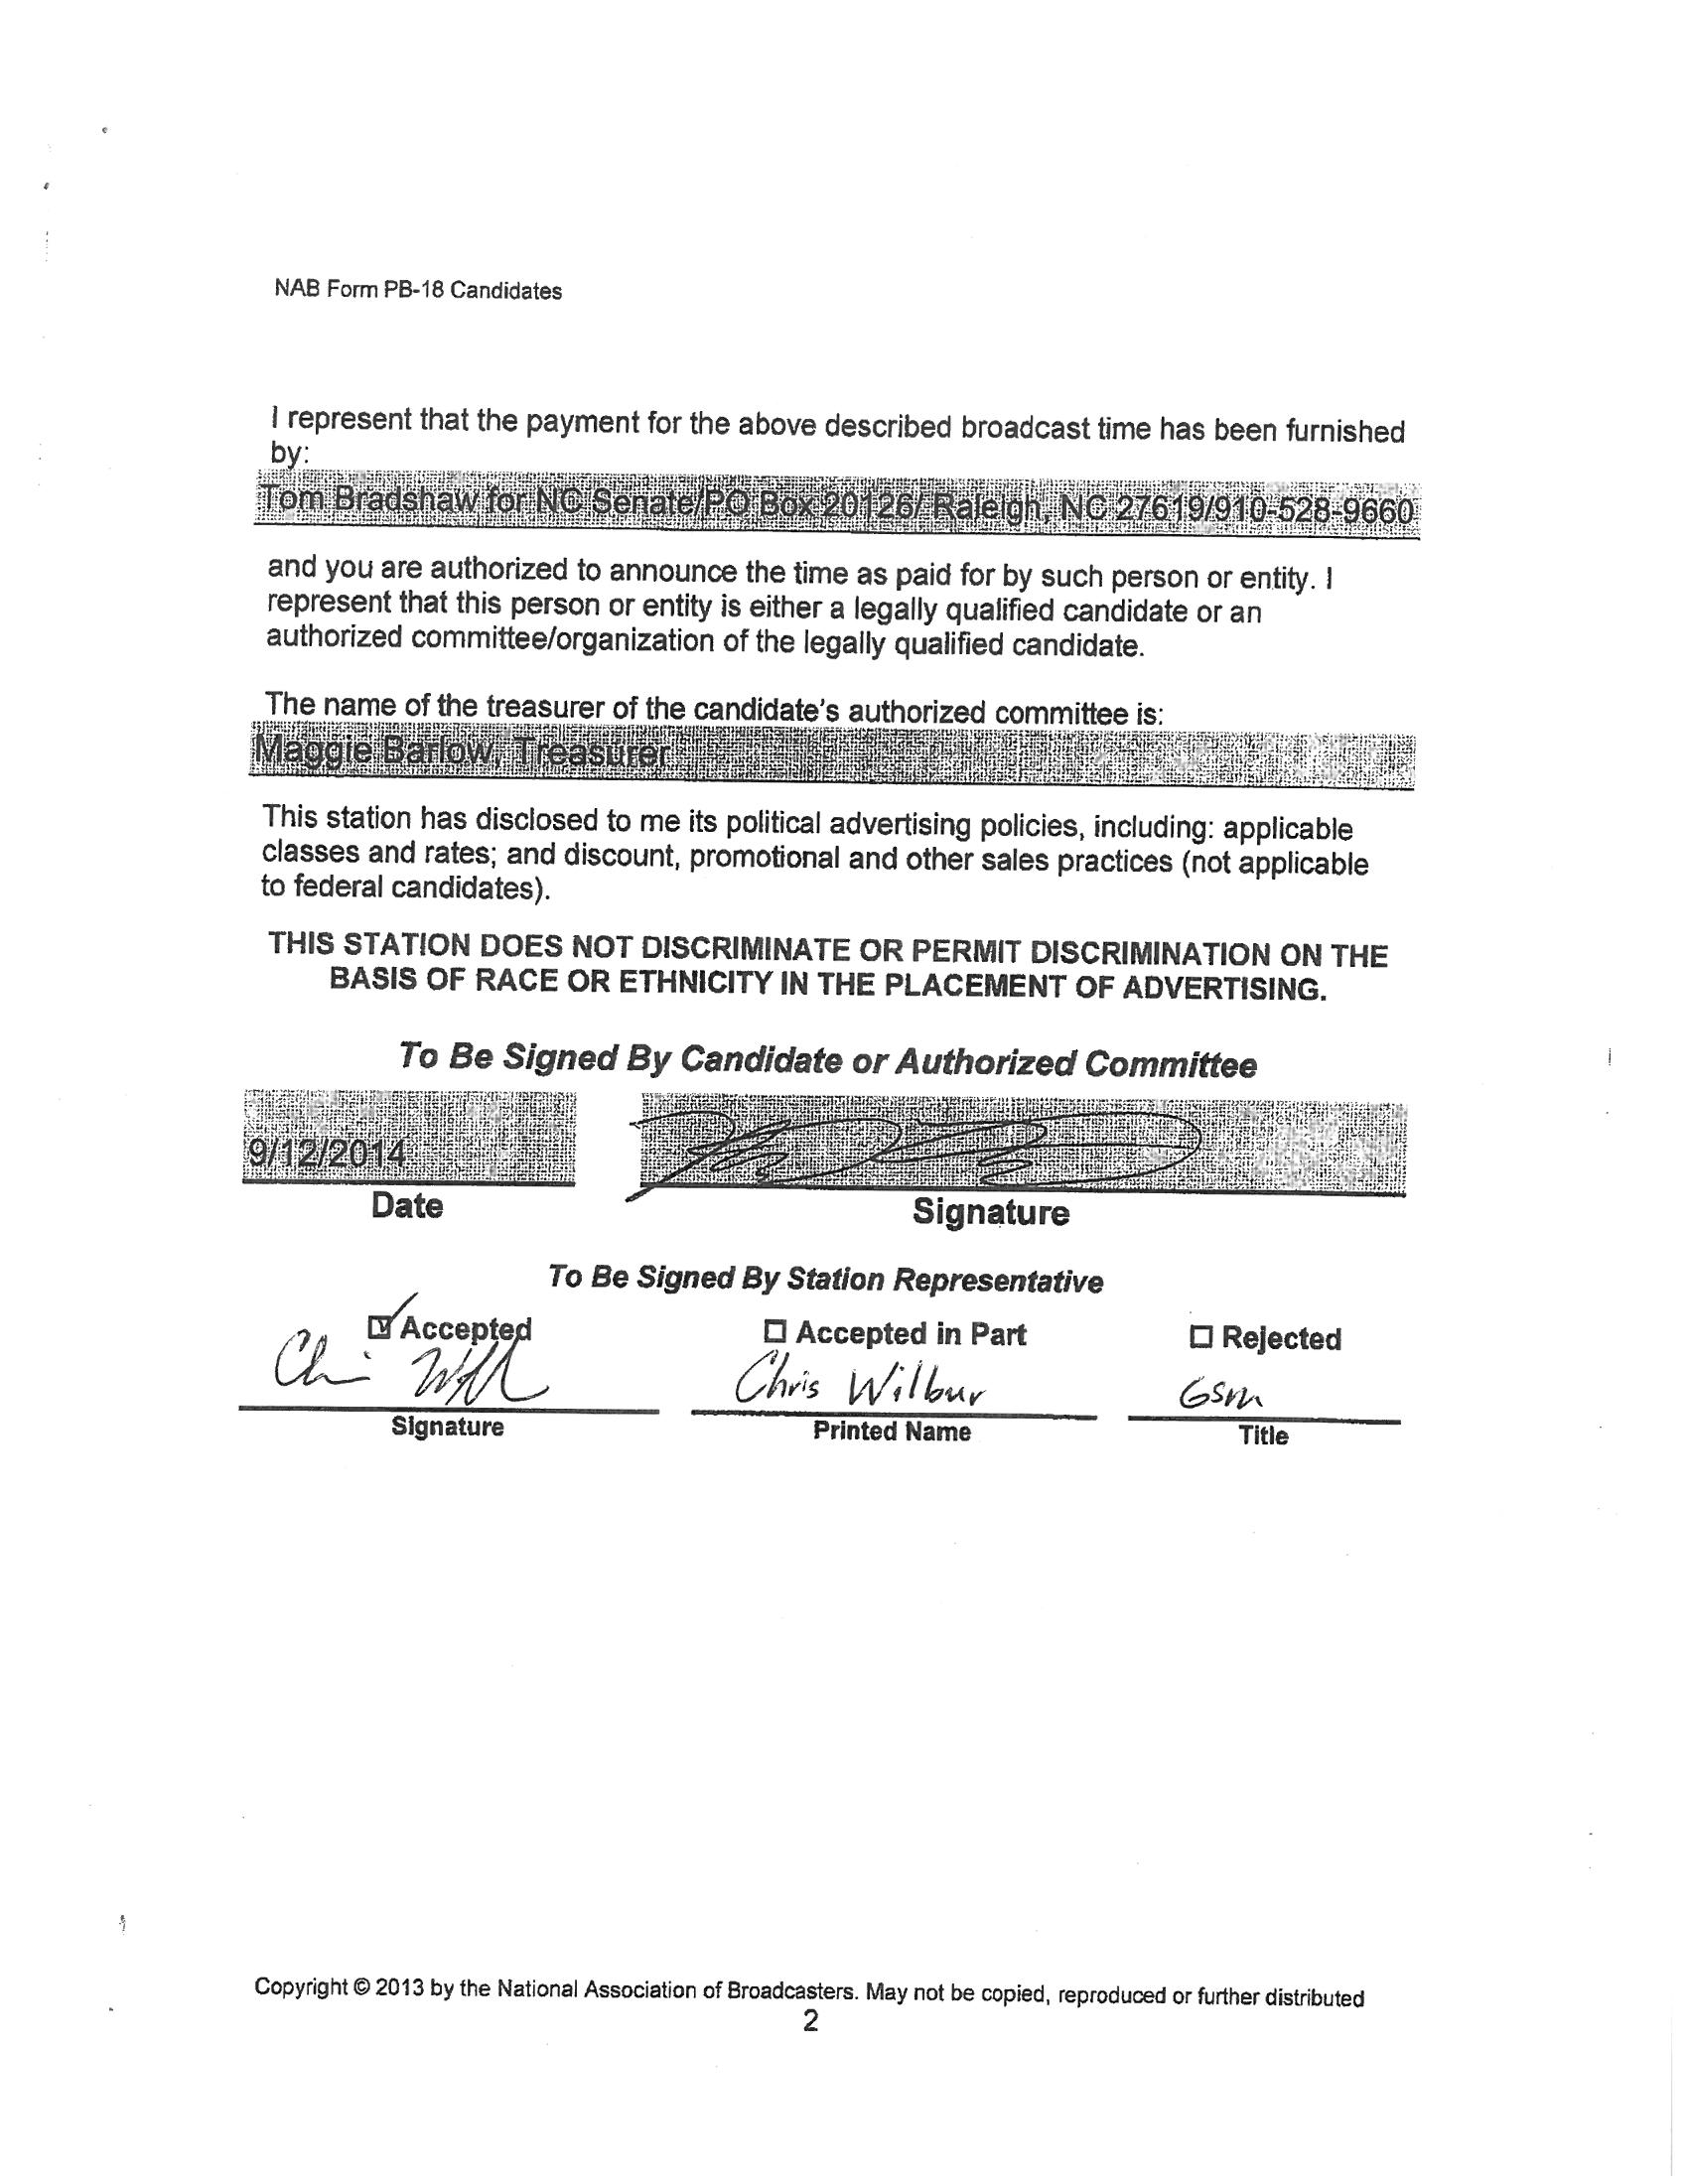 NAB Form PB-18 Candidates
I represent that the payment for the above described broadcast time has been furnished
by:
Tom Bradshaw for NC Senate/PO Box 20126/ Raleigh, NC 27619/910-528-9660
and you are authorized to announce the time as paid for by such person or entity. I
represent that this person or entity is either a legally qualified candidate or an
authorized committee/organization of the legally qualified candidate.
The name of the treasurer of the candidate's authorized committee is:
Maggie Barlow, Treasurer
This station has disclosed to me its political advertising policies, including: applicable
classes and rates; and discount, promotional and other sales practices (not applicable
to federal candidates).
THIS STATION DOES NOT DISCRIMINATE OR PERMIT DISCRIMINATION ON THE
BASIS OF RACE OR ETHNICITY IN THE PLACEMENT OF ADVERTISING.
To Be Signed By Candidate or Authorized Committee
9/12/2014
Date Signature
To Be Signed By Station Representative
Accepted Accepted in Part Rejected
Chris Wilbur GSM
Signature Printed Name Title
Copyright © 2013 by the National Association of Broadcasters. May not be copied, reproduced or further distributed
2